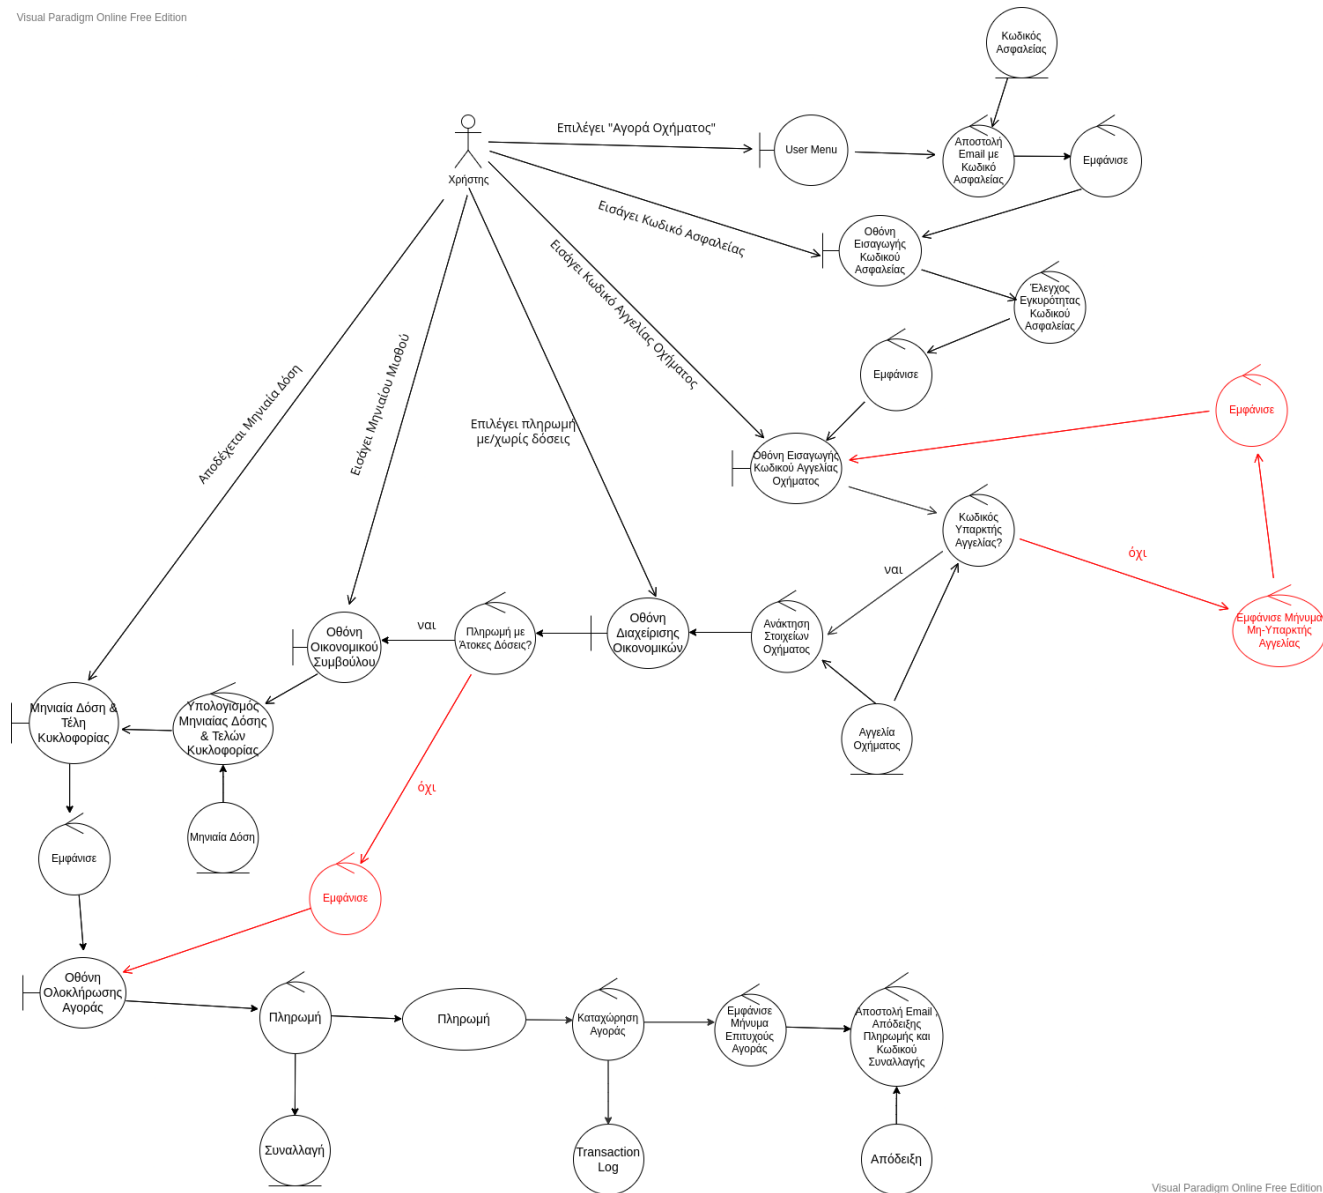 Visual Paradigm Online Free Edition
Κωδικός
Ασφαλείας
Επιλέγει "Αγορά Οχήματος"
User Menu
Αποστολή
Email με
Κωδικό
Ασφαλείας
Εμφάνισε
Χρήστης
Εισάγει Κωδικό Ασφαλείας
Οθόνη
Εισαγωγής
Κωδικού
Ασφαλείας
Εισάγει Κωδικό Αγγελίας Οχήματος
Έλεγχος
Εγκυρότητας
Κωδικού
Ασφαλείας
Εμφάνισε
Εμφάνισε
Αποδέχεται Μηνιαία Δόση
Εισάγει Μηνιαίου Μισθού
Επιλέγει πληρωμή
με/χωρίς δόσεις
Οθόνη Εισαγωγής
Κωδικού Αγγελίας
Οχήματος
Κωδικός
Υπαρκτής
Αγγελίας?
όχι
ναι
Εμφάνισε Μήνυμα
Μη-Υπαρκτής
Αγγελίας
Ανάκτηση
Στοιχείων
Οχήματος
Οθόνη
Διαχείρισης
Οικονομικών
Πληρωμή με
Άτοκες Δόσεις?
ναι
Οθόνη
Οικονομικού
Συμβούλου
Μηνιαία Δόση &
Τέλη
Κυκλοφορίας
Υπολογισμός
Μηνιαίας Δόσης
& Τελών
Κυκλοφορίας
Αγγελία
Οχήματος
όχι
Μηνιαία Δόση
Εμφάνισε
Εμφάνισε
Οθόνη
Ολοκλήρωσης
Αγοράς
Πληρωμή
Πληρωμή
Καταχώρηση
Αγοράς
Εμφάνισε
Μήνυμα
Επιτυχούς
Αγοράς
Αποστολή Email ,
Απόδειξης
Πληρωμής και
Κωδικού
Συναλλαγής
Συναλλαγή
Transaction
Log
Απόδειξη
Visual Paradigm Online Free Edition